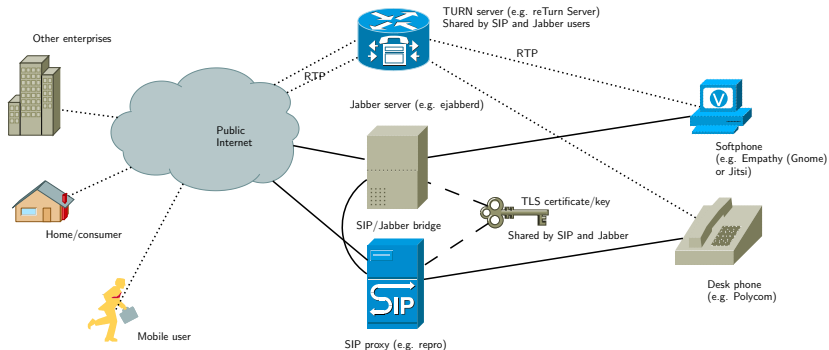 TURN server (e.g. reTurn Server)
Shared by SIP and Jabber users
Other enterprises
RTP
RTP
Jabber server (e.g. ejabberd)
Public
Internet
V
Softphone
(e.g. Empathy (Gnome)
or Jitsi)
TLS certificate/key
SIP/Jabber bridge
Shared by SIP and Jabber
Home/consumer
Desk phone
(e.g. Polycom)
SIP
Mobile user
SIP proxy (e.g. repro)